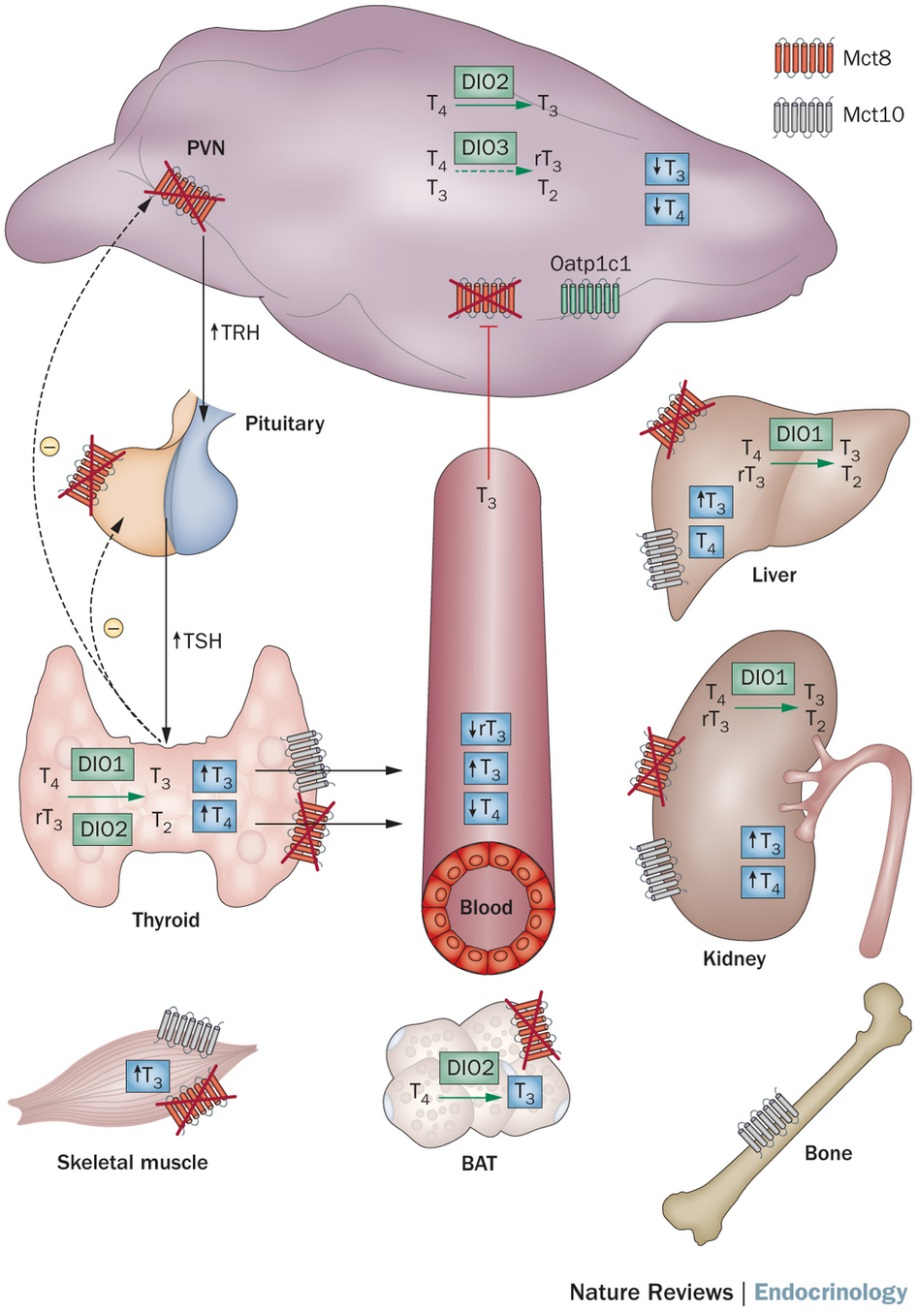 Mct8
Mct10
PVN
DIO2
T₄ T₃
DIO3
T₄ rT₃
T₃ T₂
↓T₃
↓T₄
Oatp1c1
↑TRH
Pituitary
−
T₃
DIO1
T₄ T₃
rT₃ T₂
↑T₃
T₄
Liver
−
↑TSH
DIO1
T₄ T₃
rT₃ T₂
↑T₃
↑T₄
Kidney
DIO1
T₄ T₃ ↑T₃
rT₃ T₂ ↑T₄
DIO2
Thyroid
↓rT₃
↑T₃
↓T₄
Blood
↑T₃
Skeletal muscle
DIO2
T₄ T₃
BAT
Bone
Nature Reviews | Endocrinology